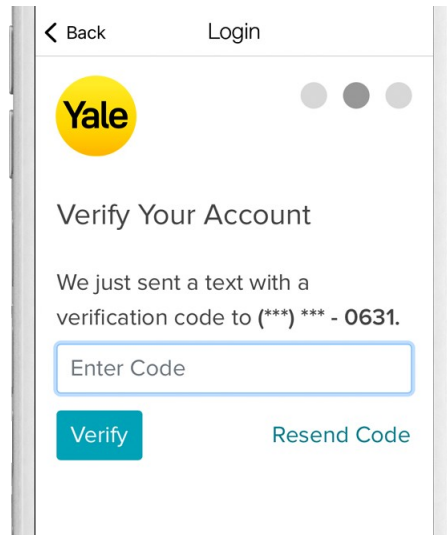 Back
Login
Yale
Verify Your Account
We just sent a text with a
verification code to (***) *** - 0631.
Enter Code
Verify
Resend Code